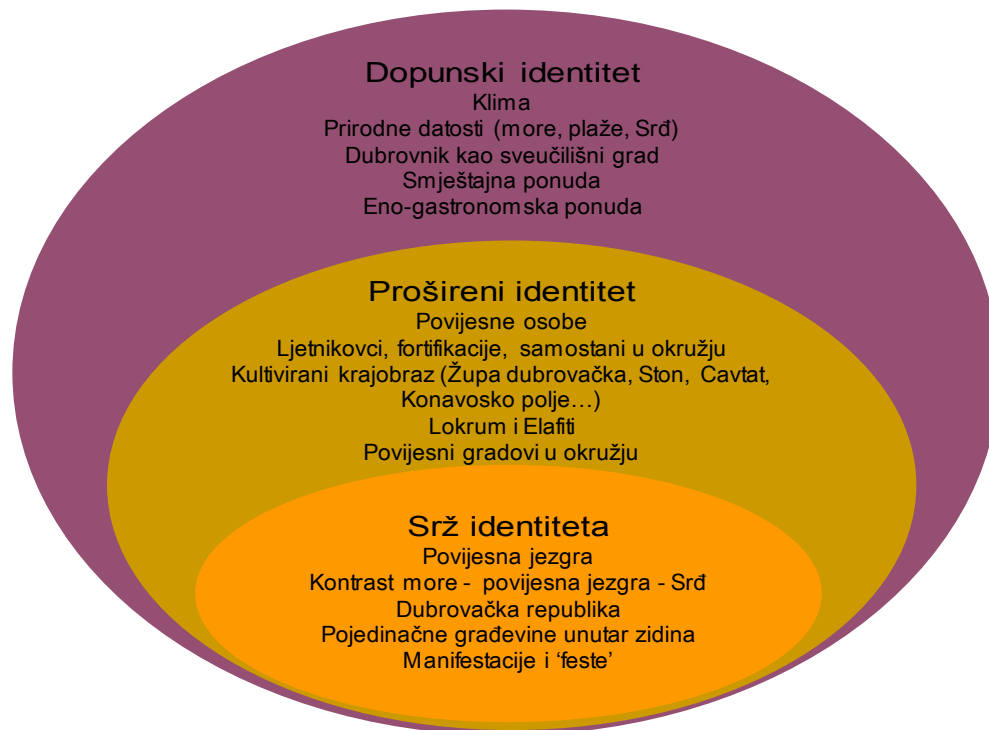 Dopunski identitet
Klima
Prirodne datosti (more, plaže, Srđ)
Dubrovnik kao sveučilišni grad
Smještajna ponuda
Eno-gastronomska ponuda
Prošireni identitet
Povijesne osobe
Ljetnikovci, fortifikacije, samostani u okružju
Kultivirani krajobraz (Župa dubrovačka, Ston, Cavtat,
Konavosko polje…)
Lokrum i Elafiti
Povijesni gradovi u okružju
Srž identiteta
Povijesna jezgra
Kontrast more - povijesna jezgra - Srđ
Dubrovačka republika
Pojedinačne građevine unutar zidina
Manifestacije i ‘feste’